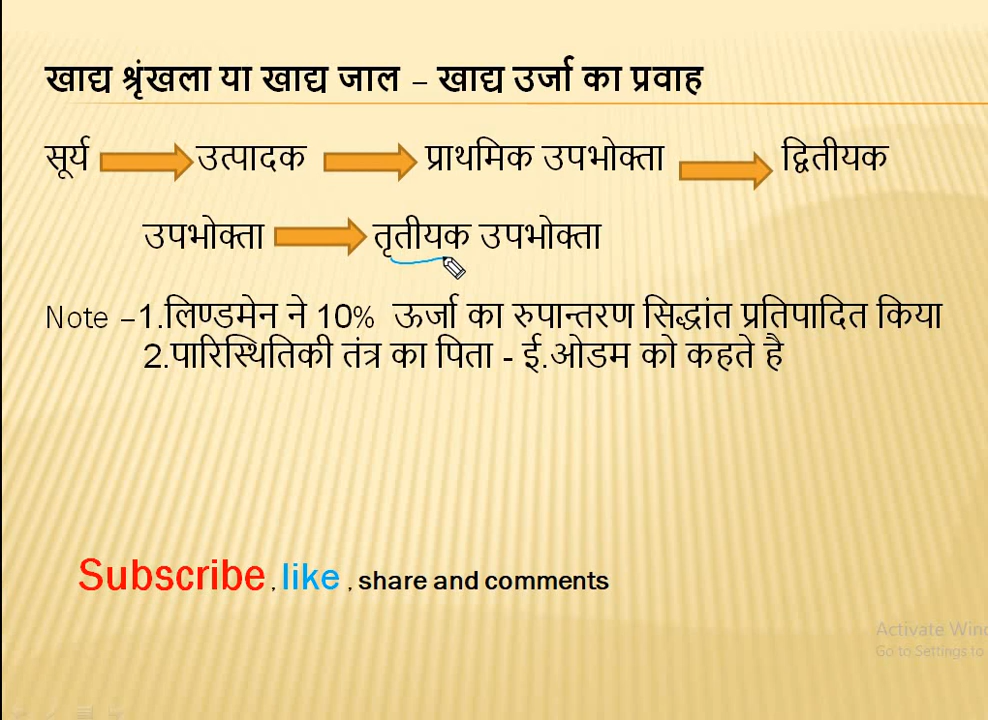 खाद्य श्रृंखला या खाद्य जाल – खाद्य उर्जा का प्रवाह
सूर्य उत्पादक प्राथमिक उपभोक्ता द्वितीयक
उपभोक्ता तृतीयक उपभोक्ता
Note –1.लिण्डमेन ने 10% ऊर्जा का रुपान्तरण सिद्धांत प्रतिपादित किया
2.पारिस्थितिकी तंत्र का पिता - ई.ओडम को कहते है
Subscribe , like , share and comments
Activate Win
Go to Settings to